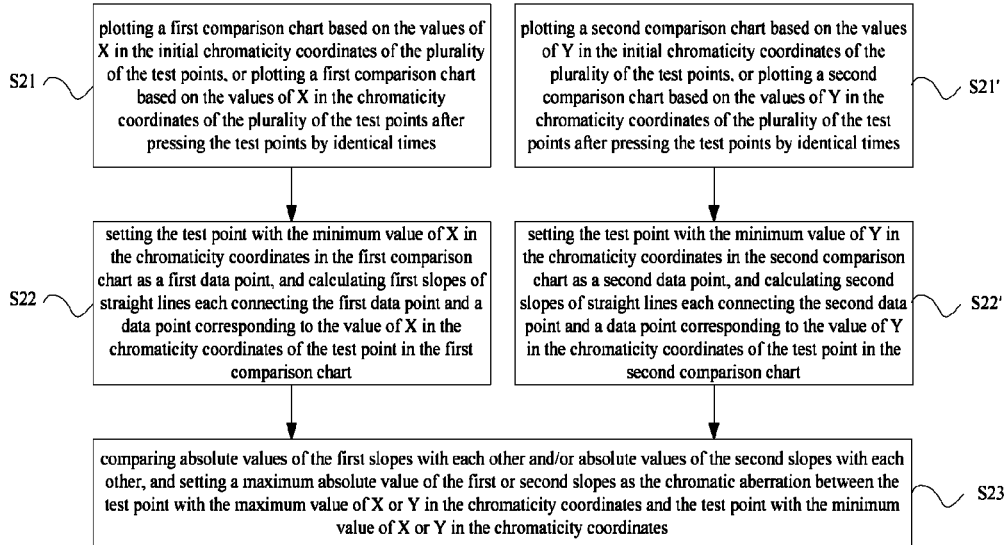 plotting a first comparison chart based on the values of
X in the initial chromaticity coordinates of the plurality
of the test points, or plotting a first comparison chart
based on the values of X in the chromaticity
coordinates of the plurality of the test points after
pressing the test points by identical times
S21
plotting a second comparison chart based on the values
of Y in the initial chromaticity coordinates of the
plurality of the test points, or plotting a second
comparison chart based on the values of Y in the
chromaticity coordinates of the plurality of the test
points after pressing the test points by identical times
S21'
setting the test point with the minimum value of X in
the chromaticity coordinates in the first comparison
chart as a first data point, and calculating first slopes of
straight lines each connecting the first data point and a
data point corresponding to the value of X in the
chromaticity coordinates of the test point in the first
comparison chart
S22
setting the test point with the minimum value of Y in
the chromaticity coordinates in the second comparison
chart as a second data point, and calculating second
slopes of straight lines each connecting the second data
point and a data point corresponding to the value of Y
in the chromaticity coordinates of the test point in the
second comparison chart
S22'
comparing absolute values of the first slopes with each other and/or absolute values of the second slopes with each
other, and setting a maximum absolute value of the first or second slopes as the chromatic aberration between
the test point with the maximum value of X or Y in the chromaticity coordinates and the test point with the minimum
value of X or Y in the chromaticity coordinates
S23